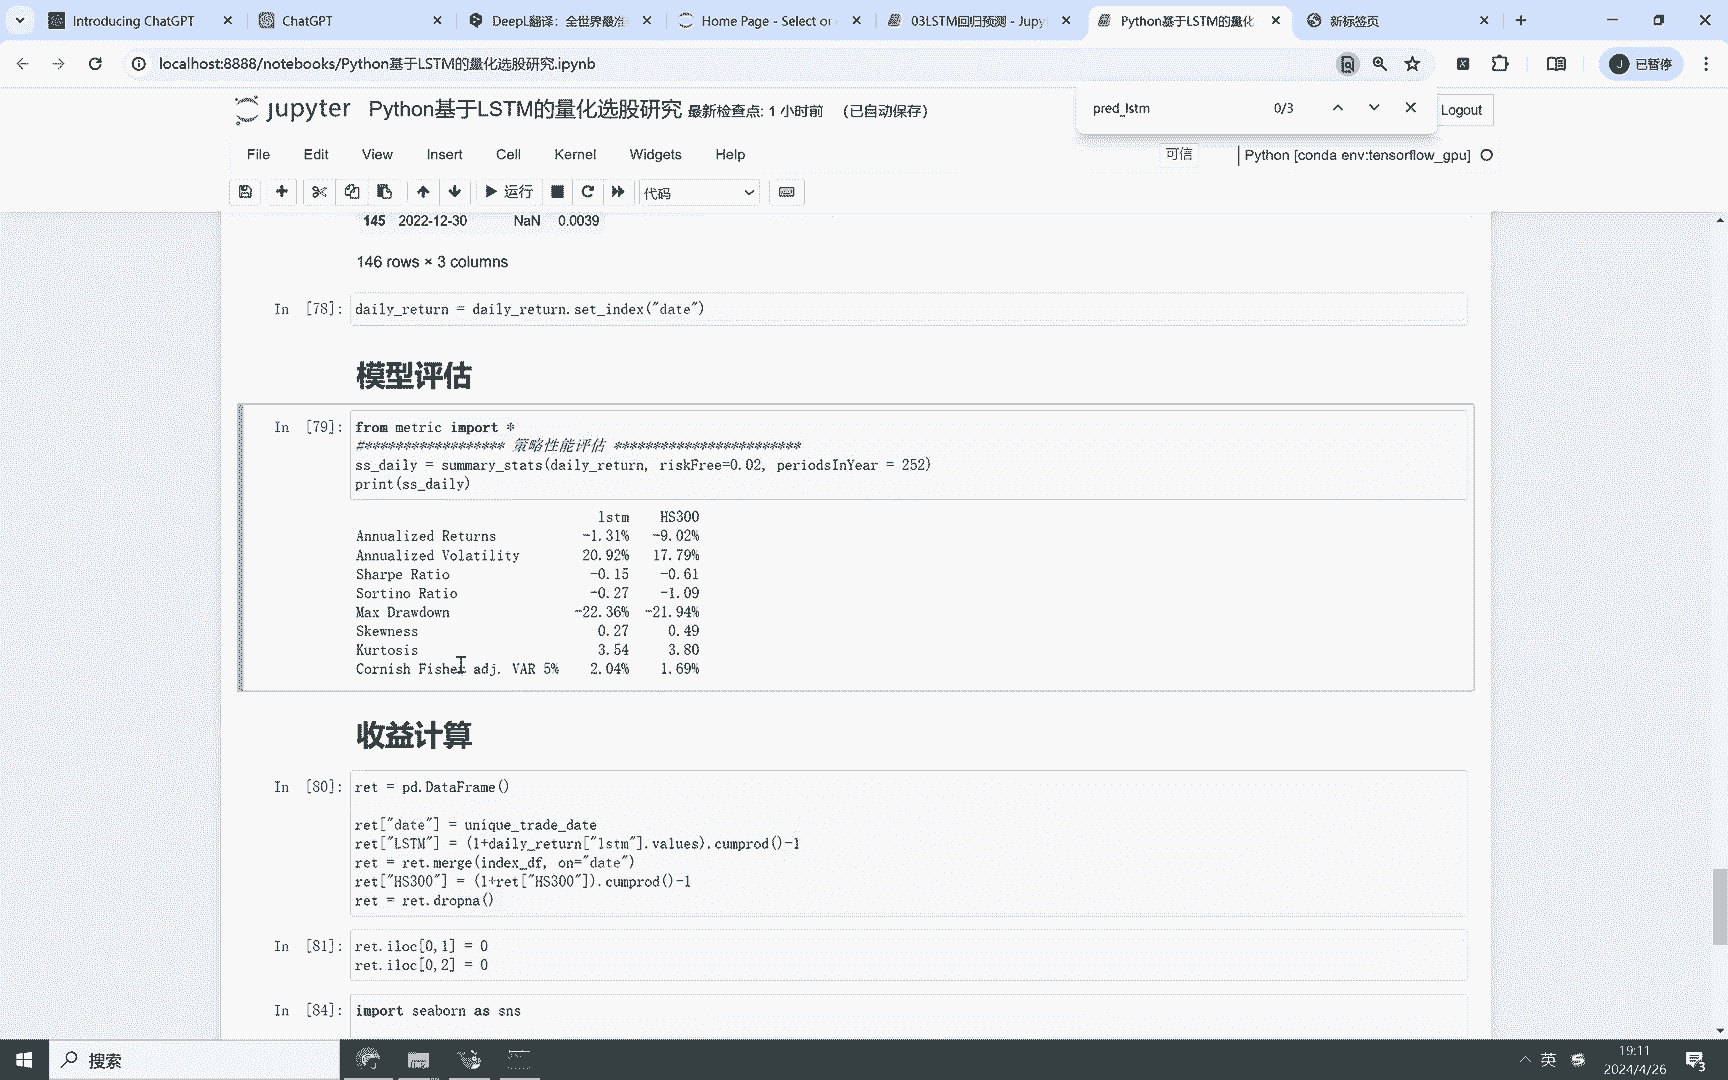 Introducing ChatGPT
ChatGPT
DeepL翻译：全世界最准
Home Page - Select or
03LSTM回归预测 - Jupy
Python基于LSTM的量化
新标签页
localhost:8888/notebooks/Python基于LSTM的量化选股研究.ipynb
J 已暂停
pred_lstm 0/3
jupyter Python基于LSTM的量化选股研究 最新检查点: 1 小时前 (已自动保存)
Logout
File Edit View Insert Cell Kernel Widgets Help
可信
Python [conda env:tensorflow_gpu]
运行
代码
145 2022-12-30 NaN 0.0039
146 rows × 3 columns
In [78]: daily_return = daily_return.set_index("date")
模型评估
In [79]: from metric import *
#****************** 策略性能评估 ************************
ss_daily = summary_stats(daily_return, riskFree=0.02, periodsInYear = 252)
print(ss_daily)
lstm HS300
Annualized Returns -1.31% -9.02%
Annualized Volatility 20.92% 17.79%
Sharpe Ratio -0.15 -0.61
Sortino Ratio -0.27 -1.09
Max Drawdown -22.36% -21.94%
Skewness 0.27 0.49
Kurtosis 3.54 3.80
Cornish Fisher adj. VAR 5% 2.04% 1.69%
收益计算
In [80]: ret = pd.DataFrame()
ret["date"] = unique_trade_date
ret["LSTM"] = (1+daily_return["lstm"].values).cumprod()-1
ret = ret.merge(index_df, on="date")
ret["HS300"] = (1+ret["HS300"]).cumprod()-1
ret = ret.dropna()
In [81]: ret.iloc[0,1] = 0
ret.iloc[0,2] = 0
In [84]: import seaborn as sns
搜索
英
19:11
2024/4/26
3